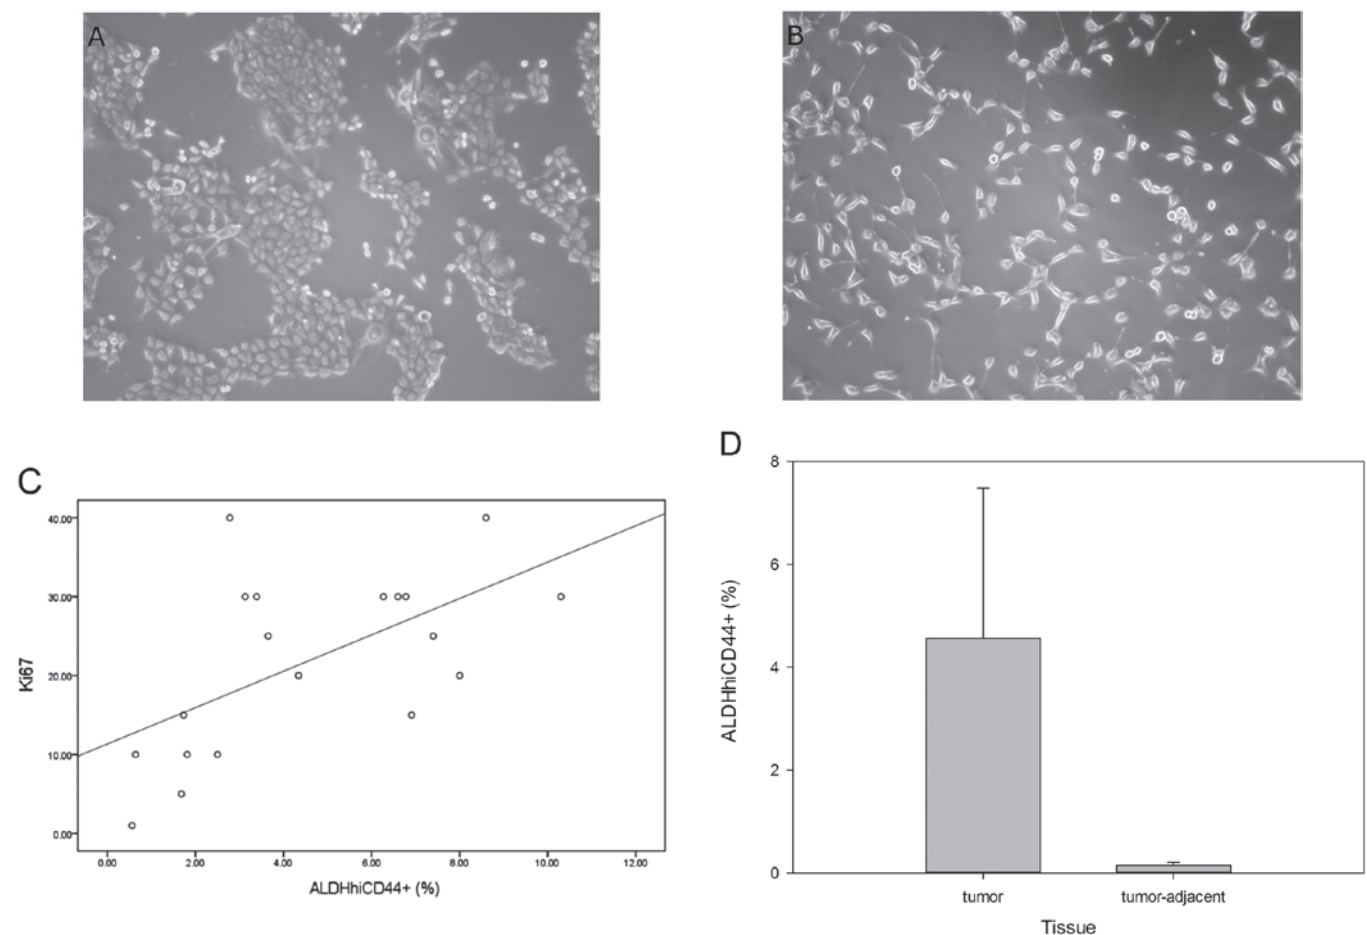 A
B
C
40.00
30.00
20.00
10.00
0.00
Ki67
0.00 2.00 4.00 6.00 8.00 10.00 12.00
ALDHhiCD44+ (%)
D
8
6
4
2
0
ALDHhiCD44+ (%)
tumor tumor-adjacent
Tissue